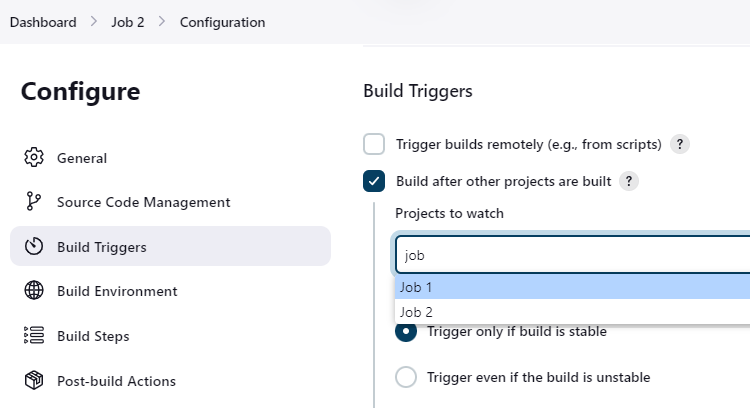 Dashboard > Job 2 > Configuration
Configure
General
Source Code Management
Build Triggers
Build Environment
Build Steps
Post-build Actions
Build Triggers
Trigger builds remotely (e.g., from scripts) ?
Build after other projects are built ?
Projects to watch
job
Job 1
Job 2
Trigger only if build is stable
Trigger even if the build is unstable